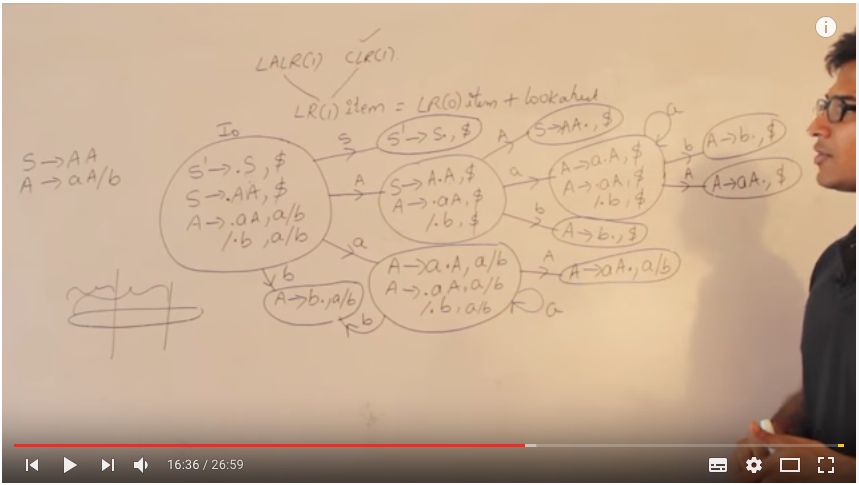 LALR(1) CLR(1).
LR(1) item = LR(0) item + lookahead.
S → AA
A → aA/b
I₀
S' → .S, $
S → .AA, $
A → .aA, a/b
/.b, a/b
S
S' → S., $
A
S → A.A, $
A → .aA, $
/.b, $
A
S → AA., $
a
A → a.A, $
A → .aA, $
/.b, $
a
b
A → b., $
A
A → aA., $
b
A → b., $
a
A → a.A, a/b
A → .aA, a/b
/.b, a/b
A
A → aA., a/b
a
b
b
A → b., a/b
i
16:36 / 26:59